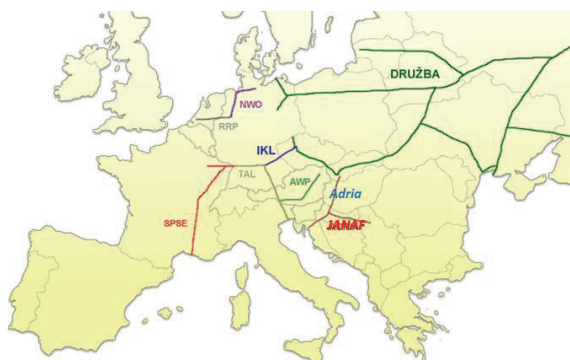 DRUŽBA
NWO
RRP
IKL
TAL
AWP
Adria
SPSE
JANAF